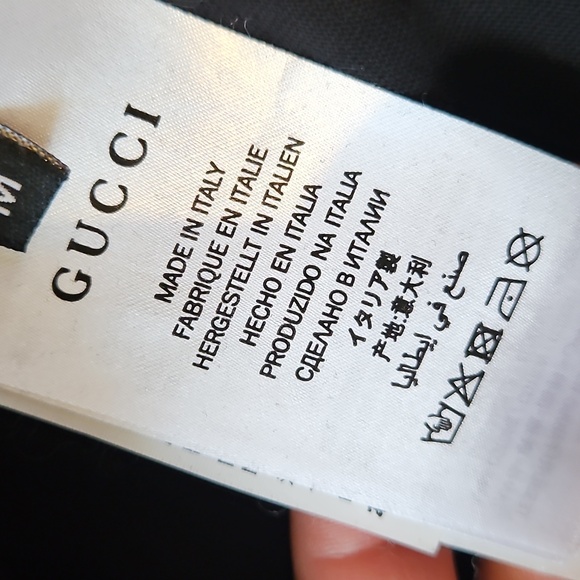 M
GUCCI
MADE IN ITALY
FABRIQUE EN ITALIE
HERGESTELLT IN ITALIEN
HECHO EN ITALIA
PRODUZIDO NA ITALIA
СДЕЛАНО В ИТАЛИИ
イタリア製
产地:意大利
صنع في إيطاليا